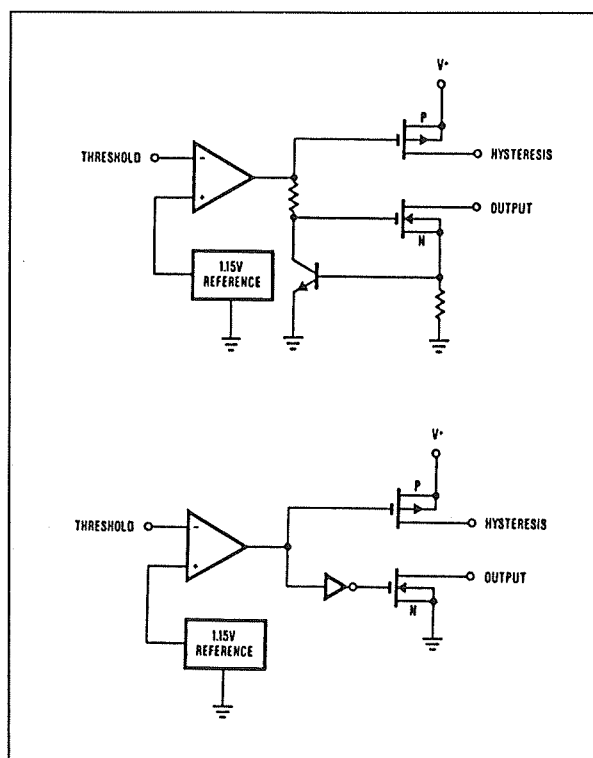 V+
P
THRESHOLD
-
HYSTERESIS
+
OUTPUT
N
1.15V
REFERENCE
V+
P
THRESHOLD
-
HYSTERESIS
+
OUTPUT
N
1.15V
REFERENCE